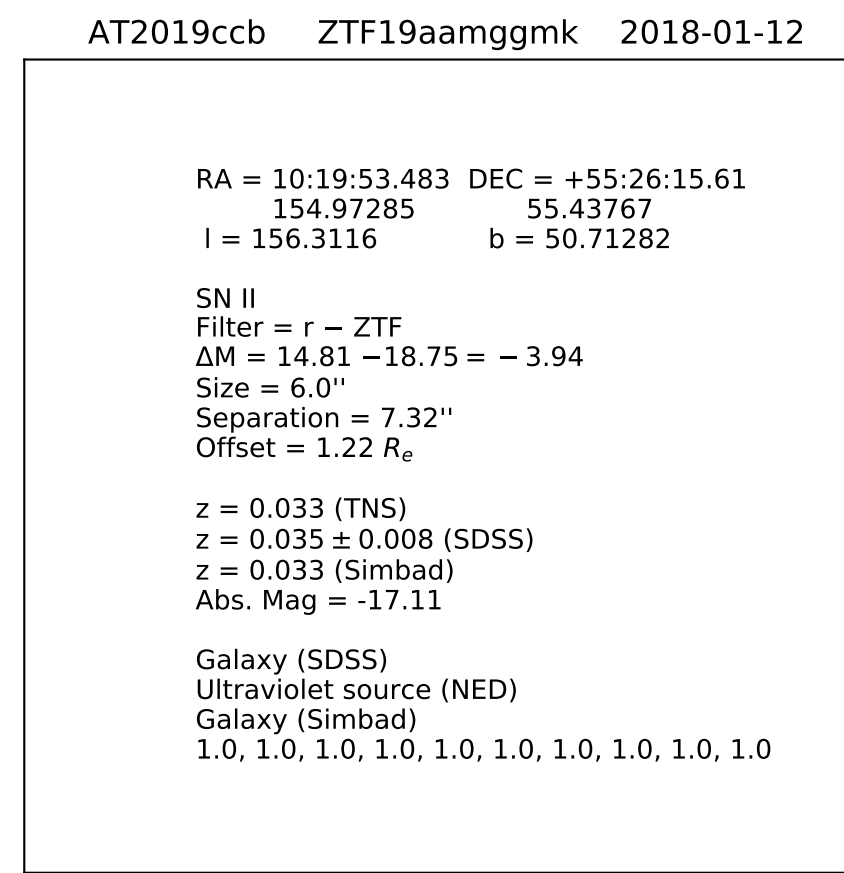 AT2019ccb ZTF19aamggmk 2018-01-12
RA = 10:19:53.483 DEC = +55:26:15.61
154.97285 55.43767
l = 156.3116 b = 50.71282
SN II
Filter = r − ZTF
ΔM = 14.81 −18.75 = − 3.94
Size = 6.0''
Separation = 7.32''
Offset = 1.22 Rₑ
z = 0.033 (TNS)
z = 0.035 ± 0.008 (SDSS)
z = 0.033 (Simbad)
Abs. Mag = -17.11
Galaxy (SDSS)
Ultraviolet source (NED)
Galaxy (Simbad)
1.0, 1.0, 1.0, 1.0, 1.0, 1.0, 1.0, 1.0, 1.0, 1.0